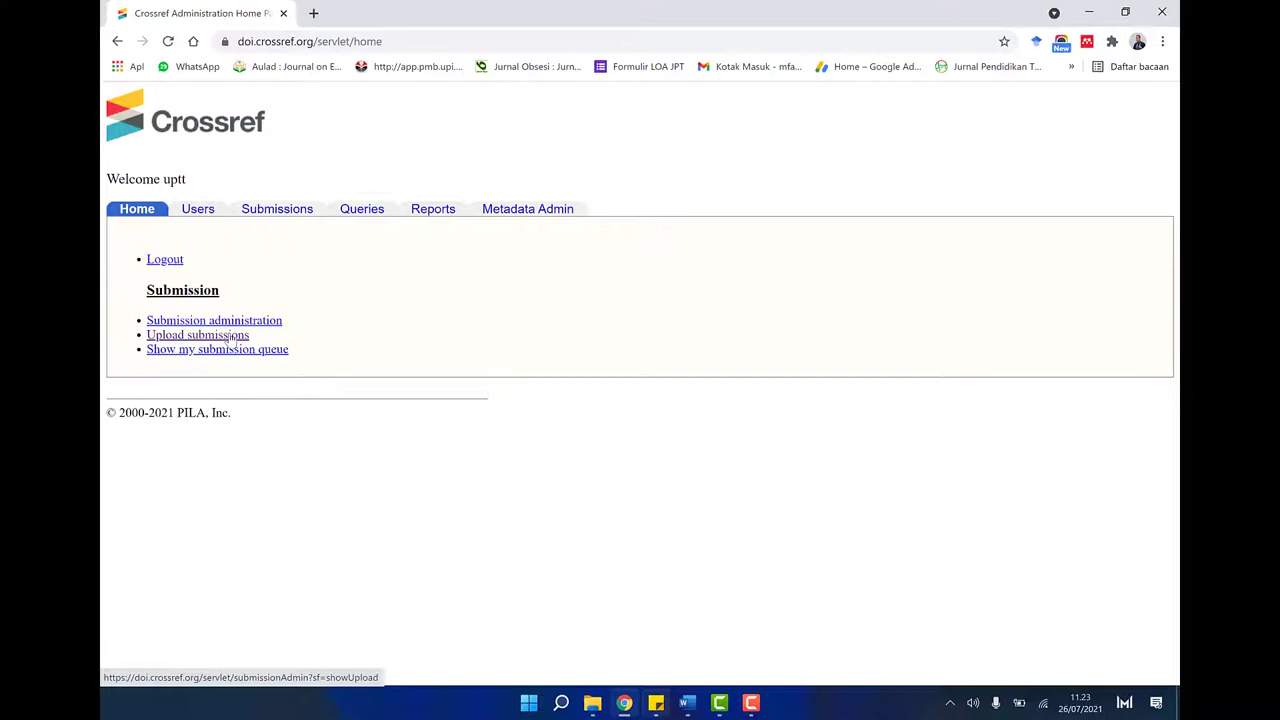 Crossref Administration Home P
doi.crossref.org/servlet/home
New
Apl
WhatsApp
Aulad : Journal on E...
http://app.pmb.upi....
Jurnal Obsesi : Jurn...
Formulir LOA JPT
Kotak Masuk - mfa...
Home – Google Ad...
Jurnal Pendidikan T...
»
Daftar bacaan
Crossref
Welcome uptt
Home
Users
Submissions
Queries
Reports
Metadata Admin
• Logout
Submission
• Submission administration
• Upload submissions
• Show my submission queue
© 2000-2021 PILA, Inc.
https://doi.crossref.org/servlet/submissionAdmin?sf=showUpload
11.23
26/07/2021